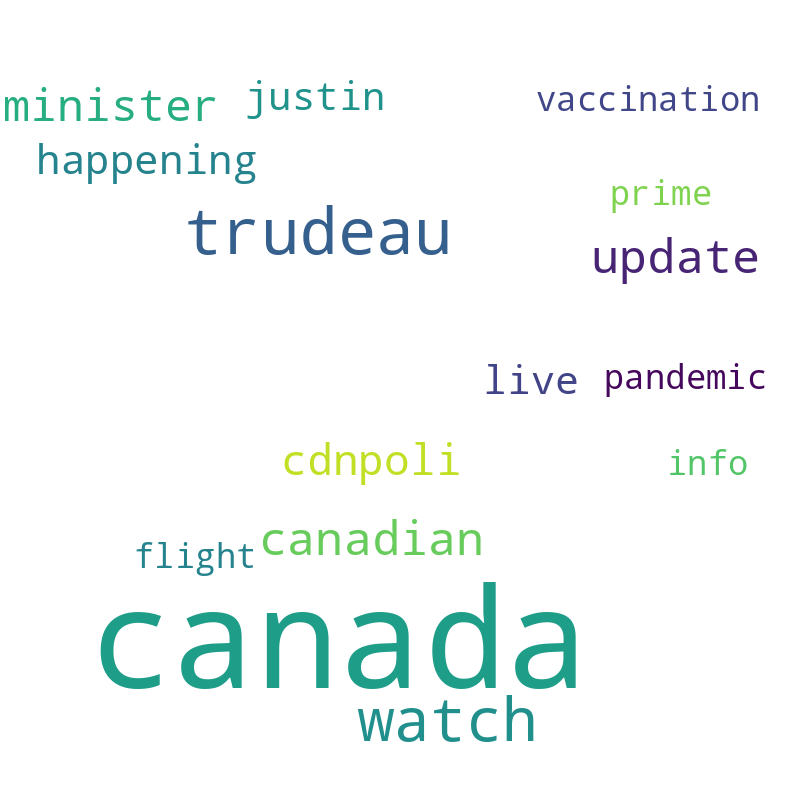 minister justin vaccination
happening
prime
trudeau
update
live pandemic
cdnpoli info
canadian
flight
canada
watch